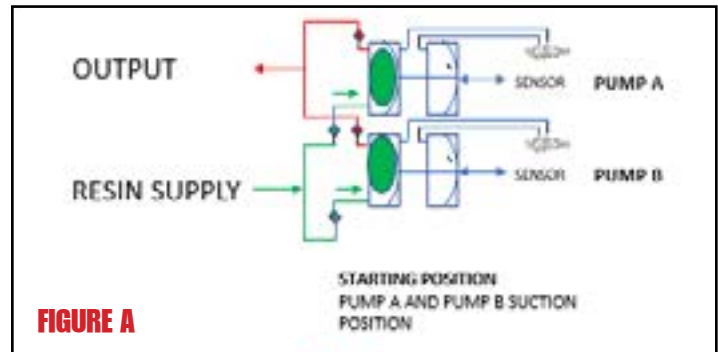 OUTPUT
SENSOR PUMP A
RESIN SUPPLY
SENSOR PUMP B
STARTING POSITION
PUMP A AND PUMP B SUCTION
POSITION
FIGURE A